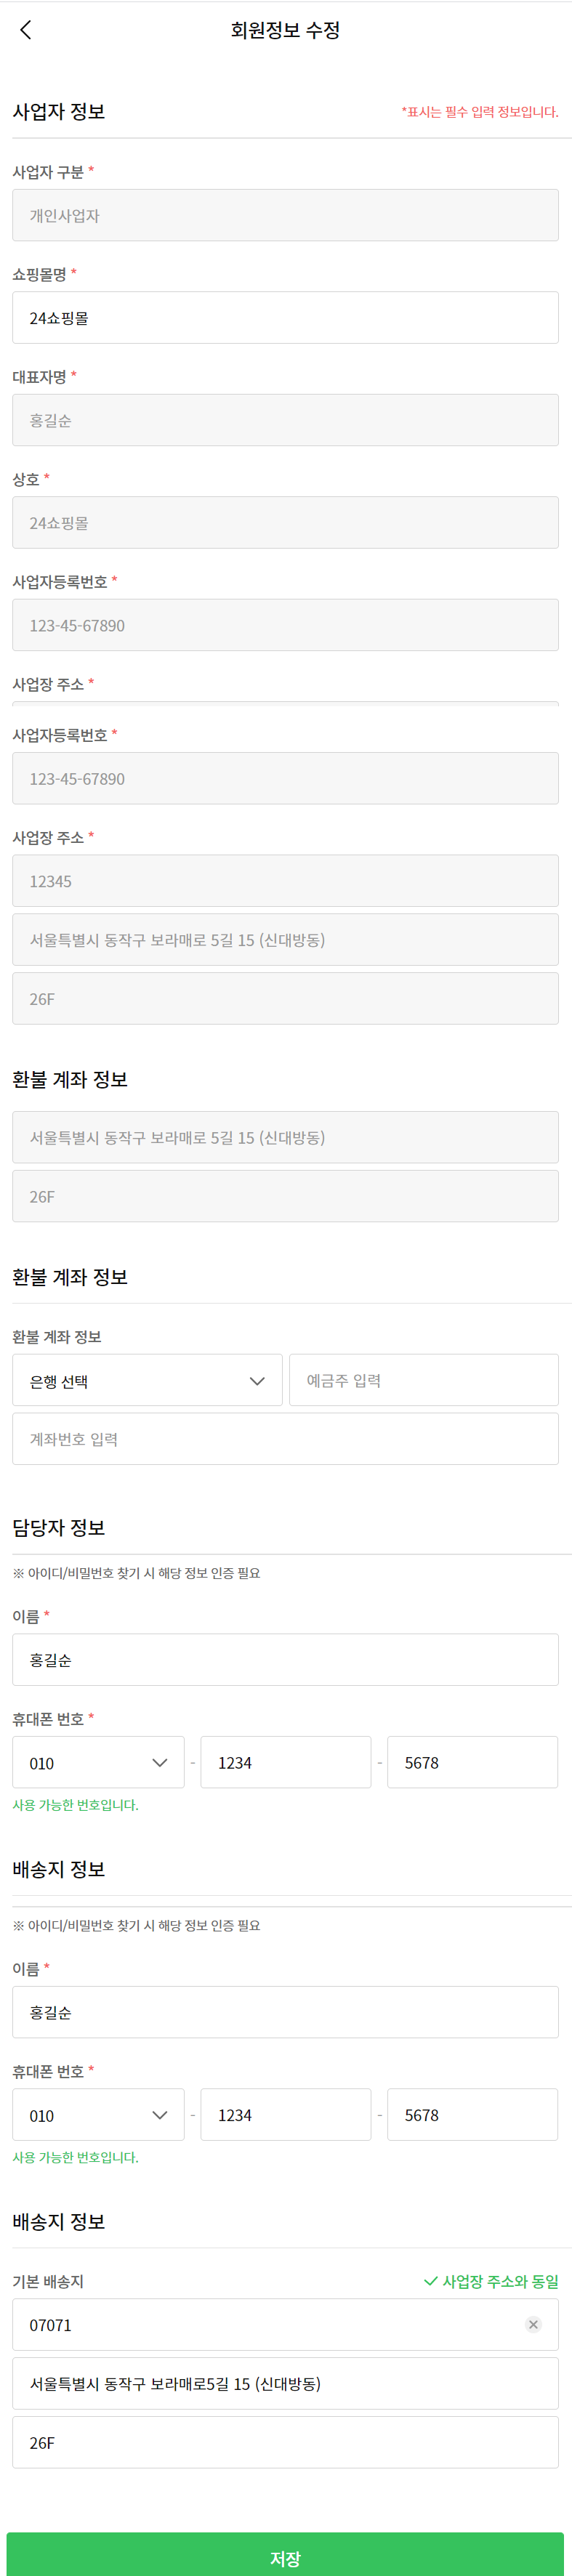 회원정보 수정
사업자 정보
*표시는 필수 입력 정보입니다.
사업자 구분 *
개인사업자
쇼핑몰명 *
24쇼핑몰
대표자명 *
홍길순
상호 *
24쇼핑몰
사업자등록번호 *
123-45-67890
사업장 주소 *
사업자등록번호 *
123-45-67890
사업장 주소 *
12345
서울특별시 동작구 보라매로 5길 15 (신대방동)
26F
환불 계좌 정보
서울특별시 동작구 보라매로 5길 15 (신대방동)
26F
환불 계좌 정보
환불 계좌 정보
은행 선택
예금주 입력
계좌번호 입력
담당자 정보
※ 아이디/비밀번호 찾기 시 해당 정보 인증 필요
이름 *
홍길순
휴대폰 번호 *
010 - 1234 - 5678
사용 가능한 번호입니다.
배송지 정보
※ 아이디/비밀번호 찾기 시 해당 정보 인증 필요
이름 *
홍길순
휴대폰 번호 *
010 - 1234 - 5678
사용 가능한 번호입니다.
배송지 정보
기본 배송지
사업장 주소와 동일
07071
서울특별시 동작구 보라매로5길 15 (신대방동)
26F
저장